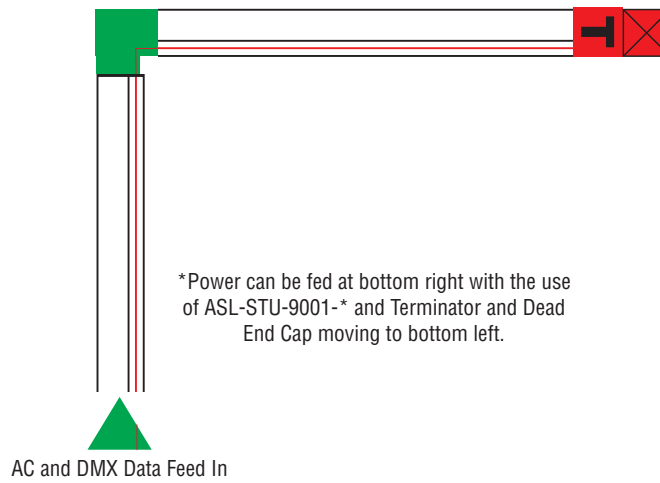 *Power can be fed at bottom right with the use
of ASL-STU-9001-* and Terminator and Dead
End Cap moving to bottom left.
AC and DMX Data Feed In